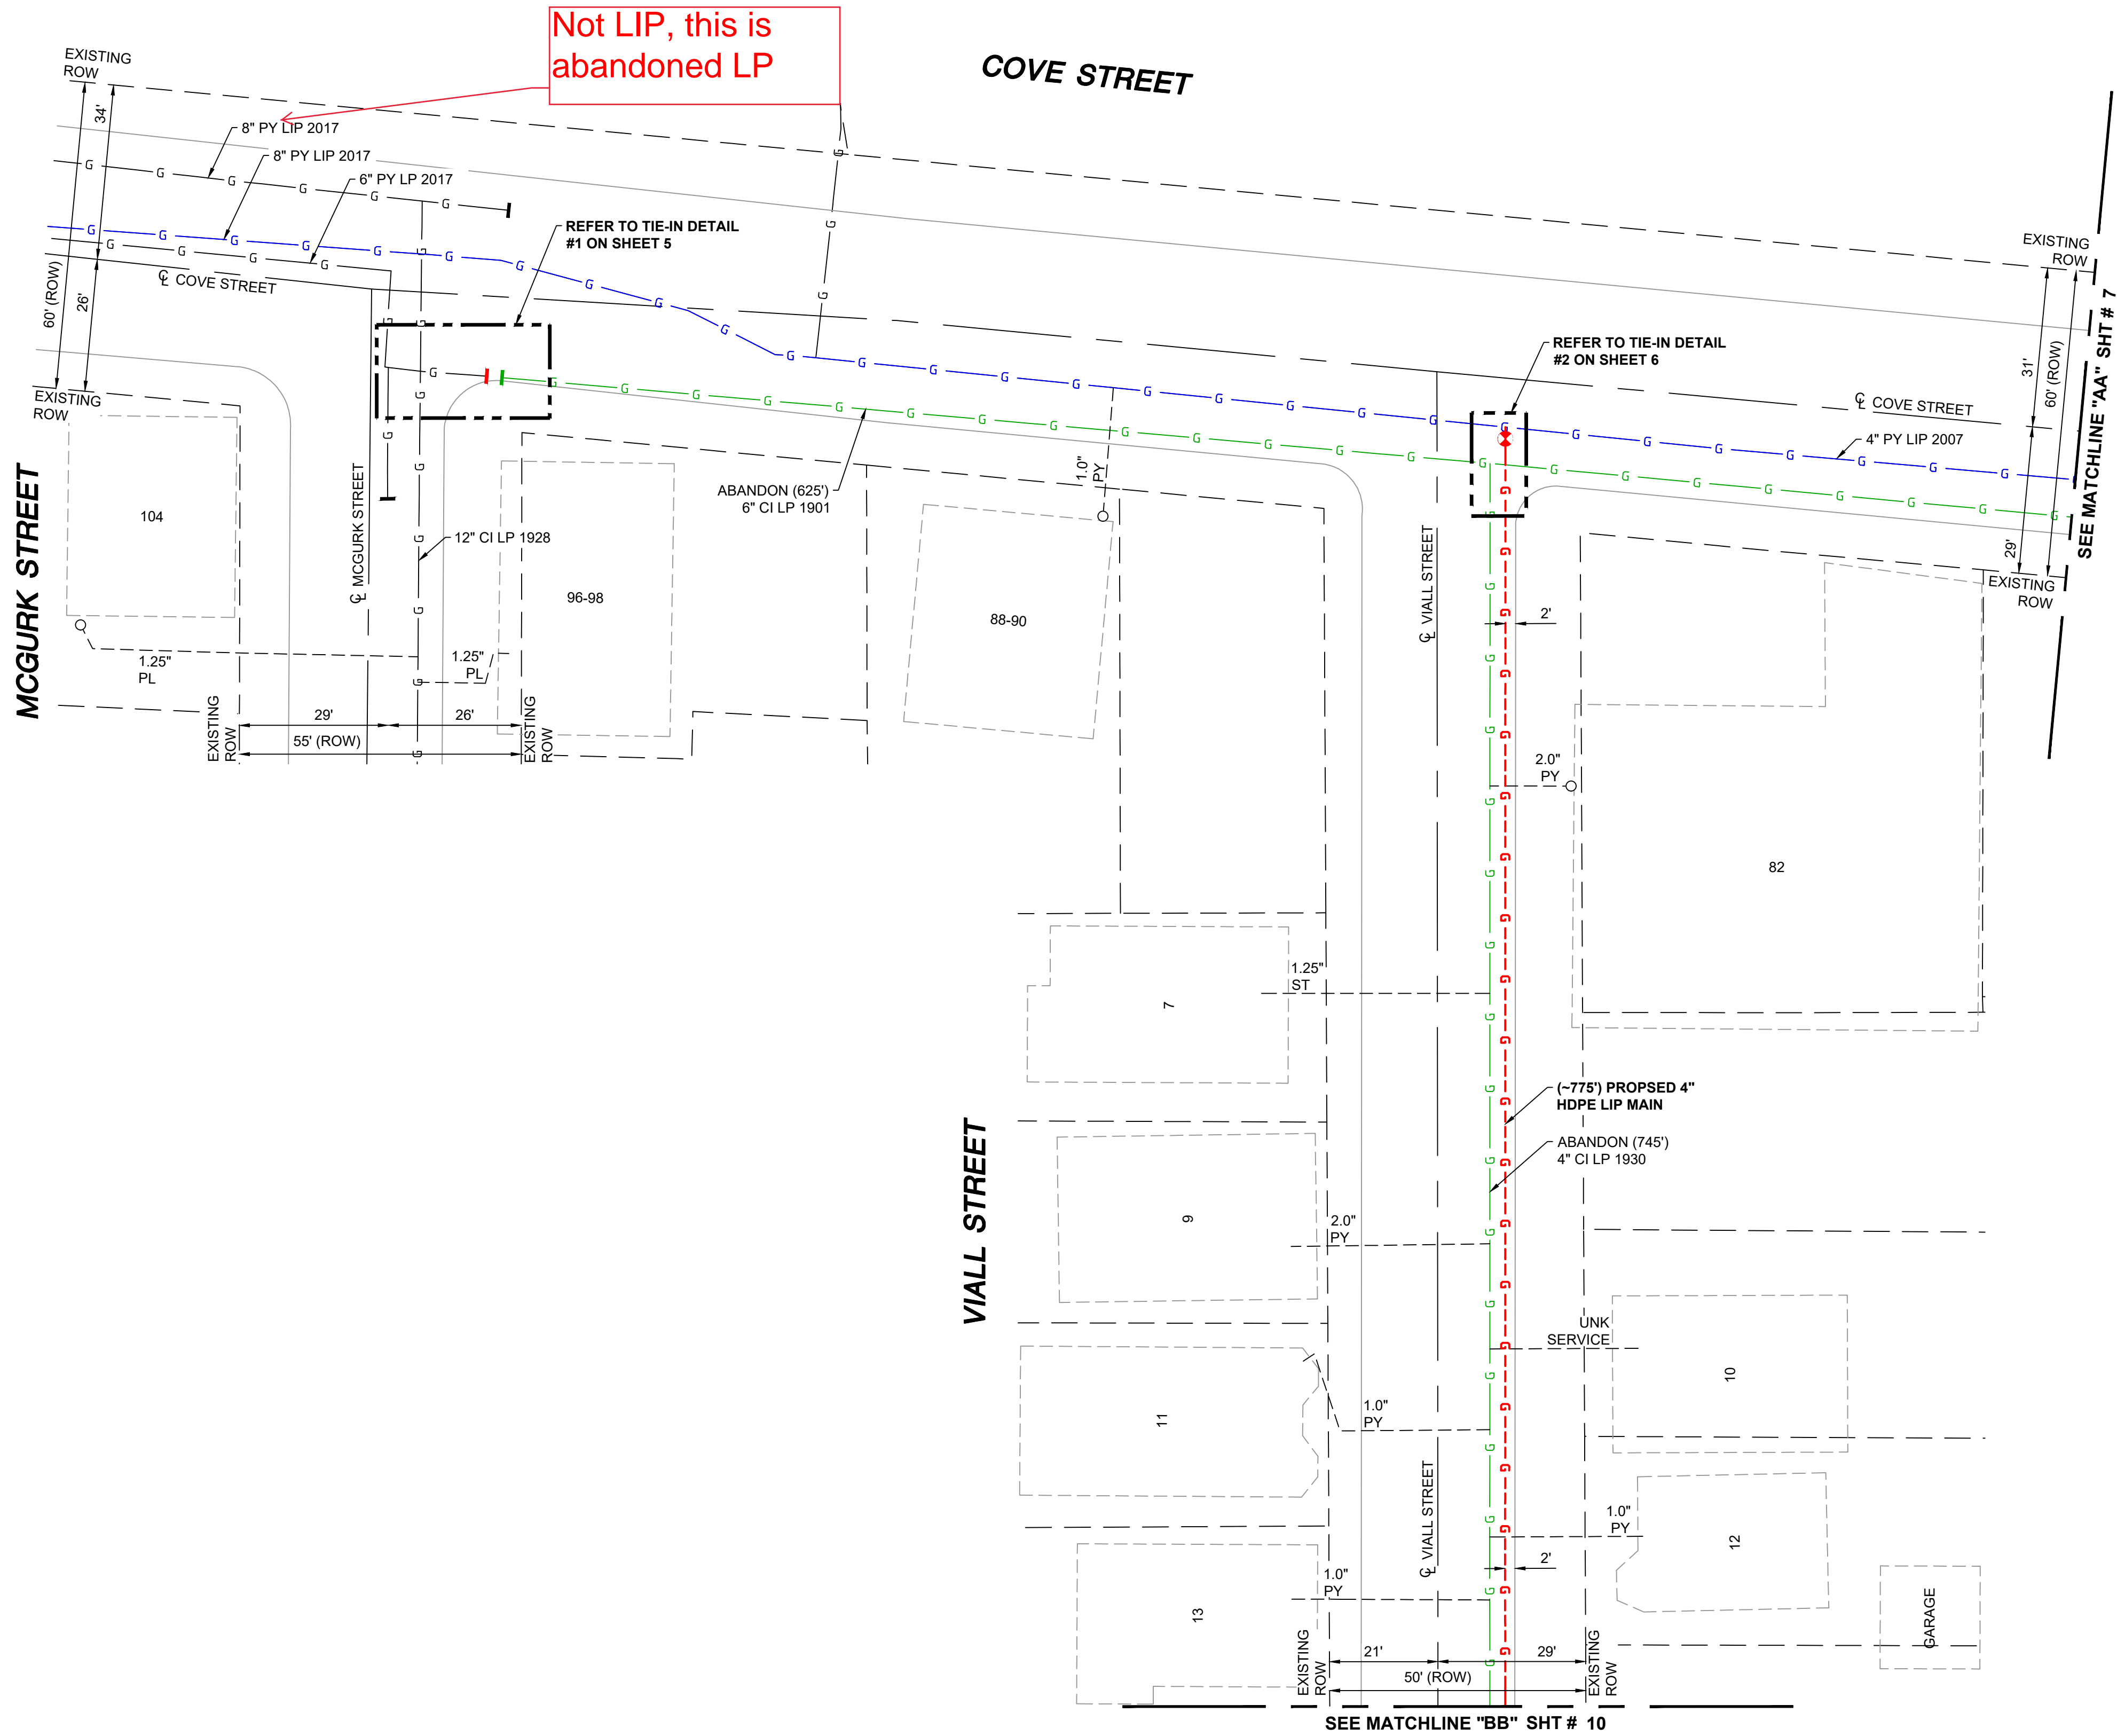 Not LIP, this is
abandoned LP
COVE STREET
EXISTING
ROW
34'
8" PY LIP 2017
8" PY LIP 2017
6" PY LP 2017
REFER TO TIE-IN DETAIL
#1 ON SHEET 5
60' (ROW)
26'
℄ COVE STREET
EXISTING
ROW
MCGURK STREET
104
℄ MCGURK STREET
12" CI LP 1928
96-98
1.25"
PL
1.25"
PL
EXISTING
ROW
29'
26'
55' (ROW)
EXISTING
ROW
ABANDON (625')
6" CI LP 1901
1.0"
PY
88-90
REFER TO TIE-IN DETAIL
#2 ON SHEET 6
℄ COVE STREET
4" PY LIP 2007
EXISTING
ROW
31'
60' (ROW)
29'
EXISTING
ROW
SEE MATCHLINE "AA" SHT # 7
℄ VIALL STREET
2'
2.0"
PY
82
7
1.25"
ST
(~775') PROPSED 4"
HDPE LIP MAIN
ABANDON (745')
4" CI LP 1930
VIALL STREET
9
2.0"
PY
UNK
SERVICE
10
11
1.0"
PY
℄ VIALL STREET
1.0"
PY
12
2'
1.0"
PY
13
GARAGE
EXISTING
ROW
21'
29'
50' (ROW)
EXISTING
ROW
SEE MATCHLINE "BB" SHT # 10